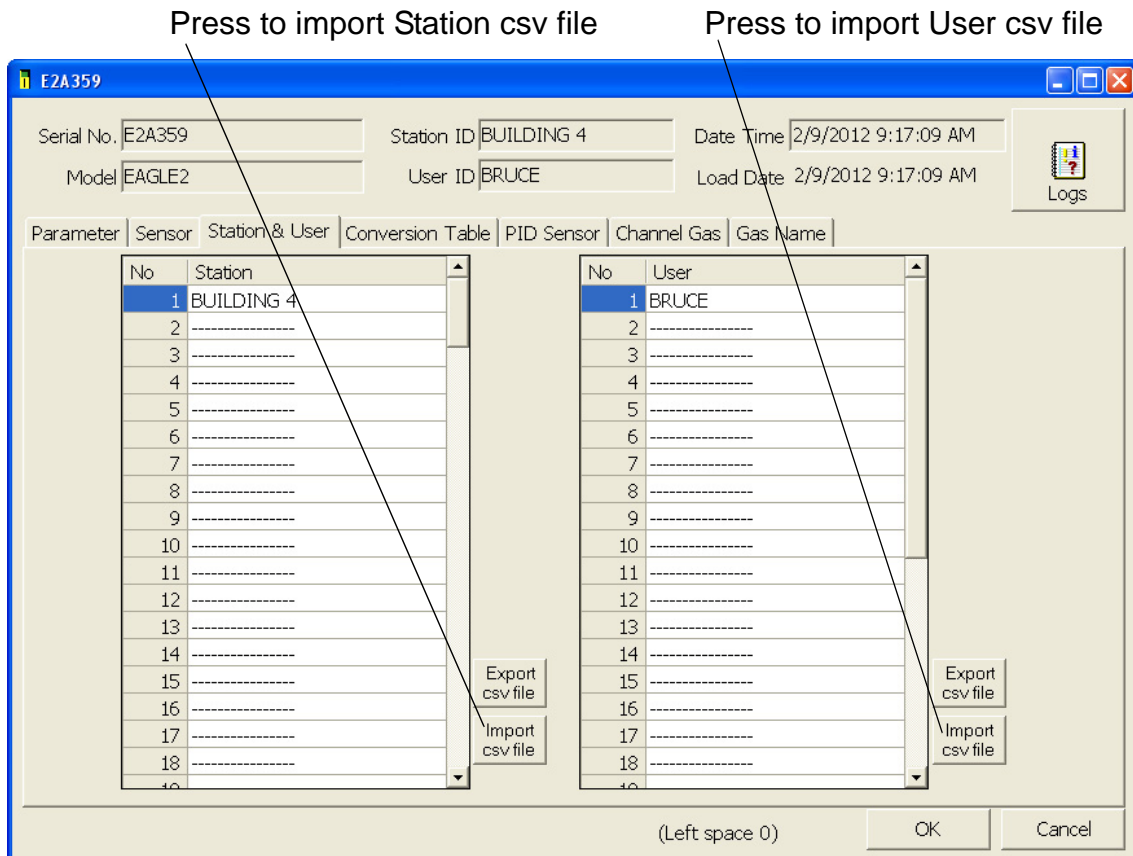 Press to import Station csv file Press to import User csv file
E2A359
Serial No. E2A359 Station ID BUILDING 4 Date Time 2/9/2012 9:17:09 AM
Model EAGLE2 User ID BRUCE Load Date 2/9/2012 9:17:09 AM
Logs
Parameter Sensor Station & User Conversion Table PID Sensor Channel Gas Gas Name
No Station No User
1 BUILDING 4 1 BRUCE
2 ---------------- 2 ----------------
3 ---------------- 3 ----------------
4 ---------------- 4 ----------------
5 ---------------- 5 ----------------
6 ---------------- 6 ----------------
7 ---------------- 7 ----------------
8 ---------------- 8 ----------------
9 ---------------- 9 ----------------
10 ---------------- 10 ----------------
11 ---------------- 11 ----------------
12 ---------------- 12 ----------------
13 ---------------- 13 ----------------
14 ---------------- 14 ----------------
15 ---------------- Export csv file 15 ---------------- Export csv file
16 ---------------- 16 ----------------
17 ---------------- Import csv file 17 ---------------- Import csv file
18 ---------------- 18 ----------------
(Left space 0) OK Cancel